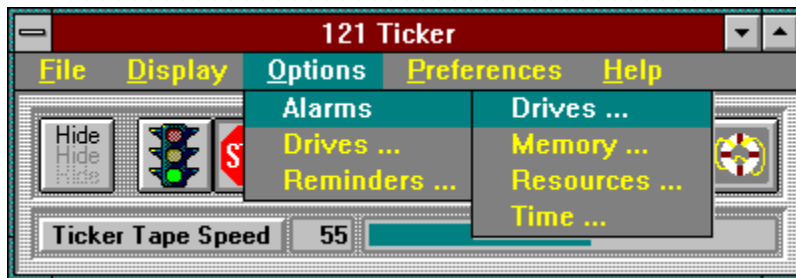 121 Ticker
File Display Options Preferences Help
Alarms
Drives ...
Reminders ...
Drives ...
Memory ...
Resources ...
Time ...
Hide
Hide
Hide
S
Ticker Tape Speed 55